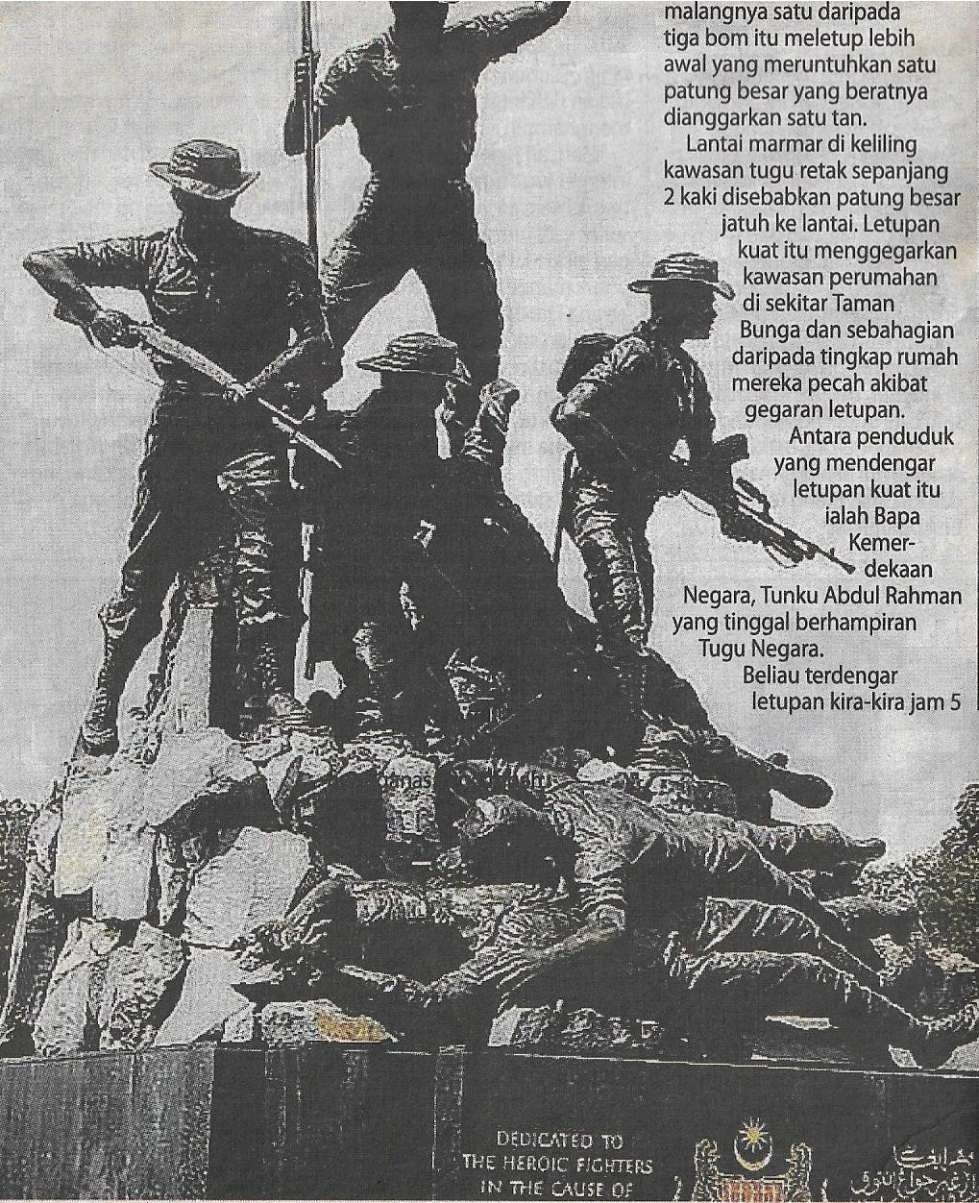 malangnya satu daripada
tiga bom itu meletup lebih
awal yang meruntuhkan satu
patung besar yang beratnya
dianggarkan satu tan.
Lantai marmar di keliling
kawasan tugu retak sepanjang
2 kaki disebabkan patung besar
jatuh ke lantai. Letupan
kuat itu menggegarkan
kawasan perumahan
di sekitar Taman
Bunga dan sebahagian
daripada tingkap rumah
mereka pecah akibat
gegaran letupan.
Antara penduduk
yang mendengar
letupan kuat itu
ialah Bapa
Kemer-
dekaan
Negara, Tunku Abdul Rahman
yang tinggal berhampiran
Tugu Negara.
Beliau terdengar
letupan kira-kira jam 5
DEDICATED TO
THE HEROIC FIGHTERS
IN THE CAUSE OF